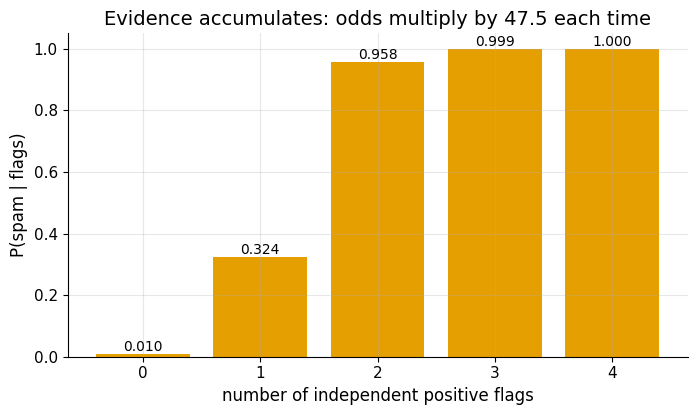 Evidence accumulates: odds multiply by 47.5 each time
P(spam | flags)
1.0
0.8
0.6
0.4
0.2
0.0
0.010
0.324
0.958
0.999
1.000
0 1 2 3 4
number of independent positive flags